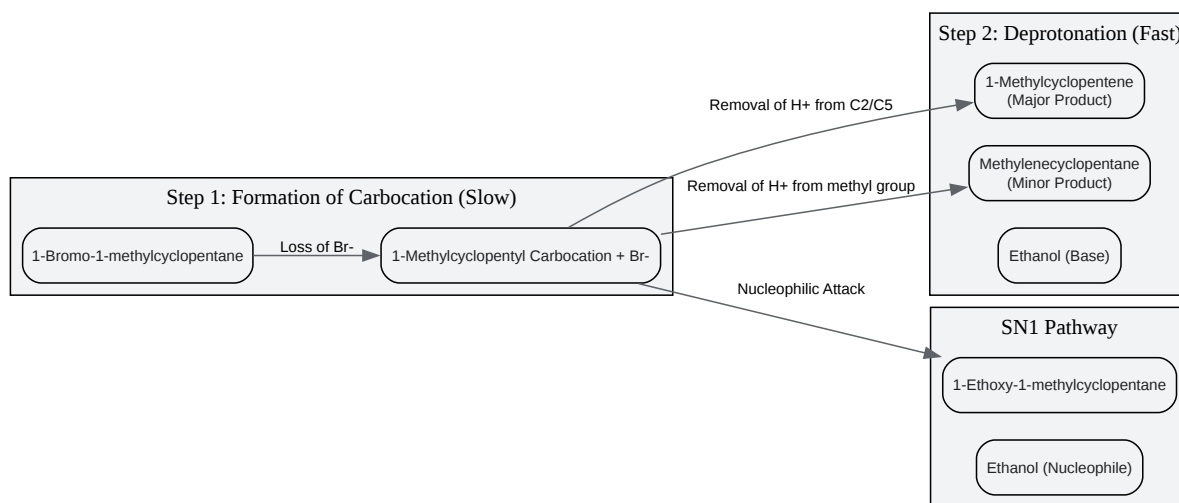 Step 2: Deprotonation (Fast)
1-Methylcyclopentene
(Major Product)
Removal of H+ from C2/C5
Methylenecyclopentane
(Minor Product)
Removal of H+ from methyl group
Step 1: Formation of Carbocation (Slow)
1-Bromo-1-methylcyclopentane
Loss of Br-
1-Methylcyclopentyl Carbocation + Br-
Ethanol (Base)
Nucleophilic Attack
SN1 Pathway
1-Ethoxy-1-methylcyclopentane
Ethanol (Nucleophile)